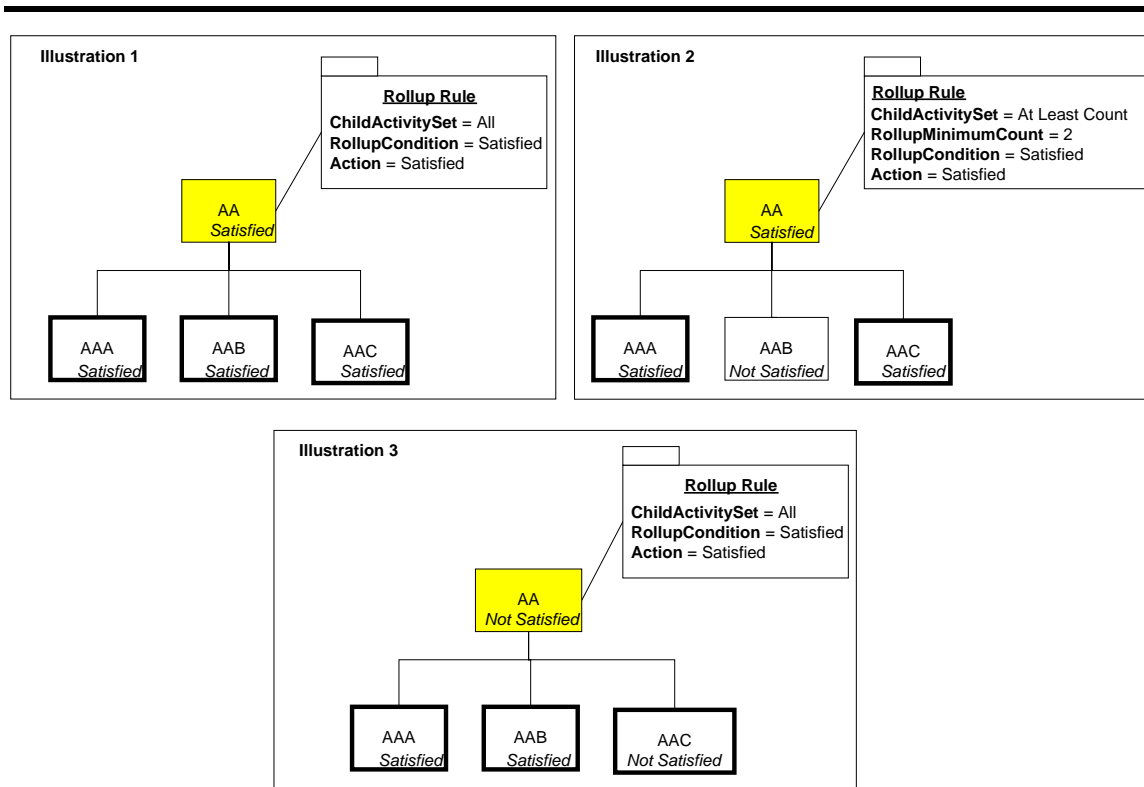 Illustration 1
Rollup Rule
ChildActivitySet = All
RollupCondition = Satisfied
Action = Satisfied
AA
Satisfied
AAA
Satisfied
AAB
Satisfied
AAC
Satisfied
Illustration 2
Rollup Rule
ChildActivitySet = At Least Count
RollupMinimumCount = 2
RollupCondition = Satisfied
Action = Satisfied
AA
Satisfied
AAA
Satisfied
AAB
Not Satisfied
AAC
Satisfied
Illustration 3
Rollup Rule
ChildActivitySet = All
RollupCondition = Satisfied
Action = Satisfied
AA
Not Satisfied
AAA
Satisfied
AAB
Satisfied
AAC
Not Satisfied